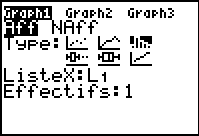 Graph1 Graph2 Graph3
Aff NAff
Type:
ListeX:L1
Effectifs:1